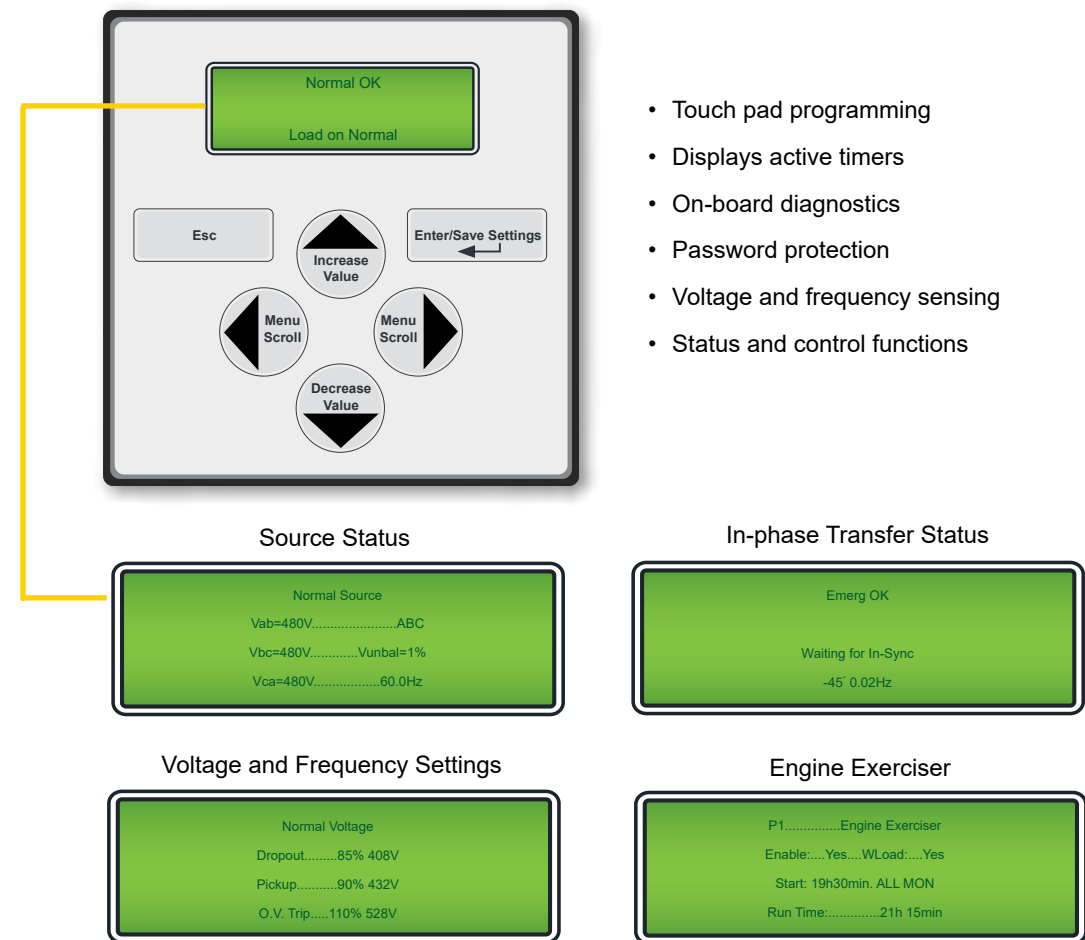 Normal OK
Load on Normal
Esc
Increase
Value
Enter/Save Settings
Menu
Scroll
Menu
Scroll
Decrease
Value
• Touch pad programming
• Displays active timers
• On-board diagnostics
• Password protection
• Voltage and frequency sensing
• Status and control functions
Source Status
Normal Source
Vab=480V.......................ABC
Vbc=480V.............Vunbal=1%
Vca=480V..................60.0Hz
In-phase Transfer Status
Emerg OK
Waiting for In-Sync
-45° 0.02Hz
Voltage and Frequency Settings
Normal Voltage
Dropout.........85% 408V
Pickup...........90% 432V
O.V. Trip.....110% 528V
Engine Exerciser
P1...............Engine Exerciser
Enable:....Yes....WLoad:....Yes
Start: 19h30min. ALL MON
Run Time:..............21h 15min